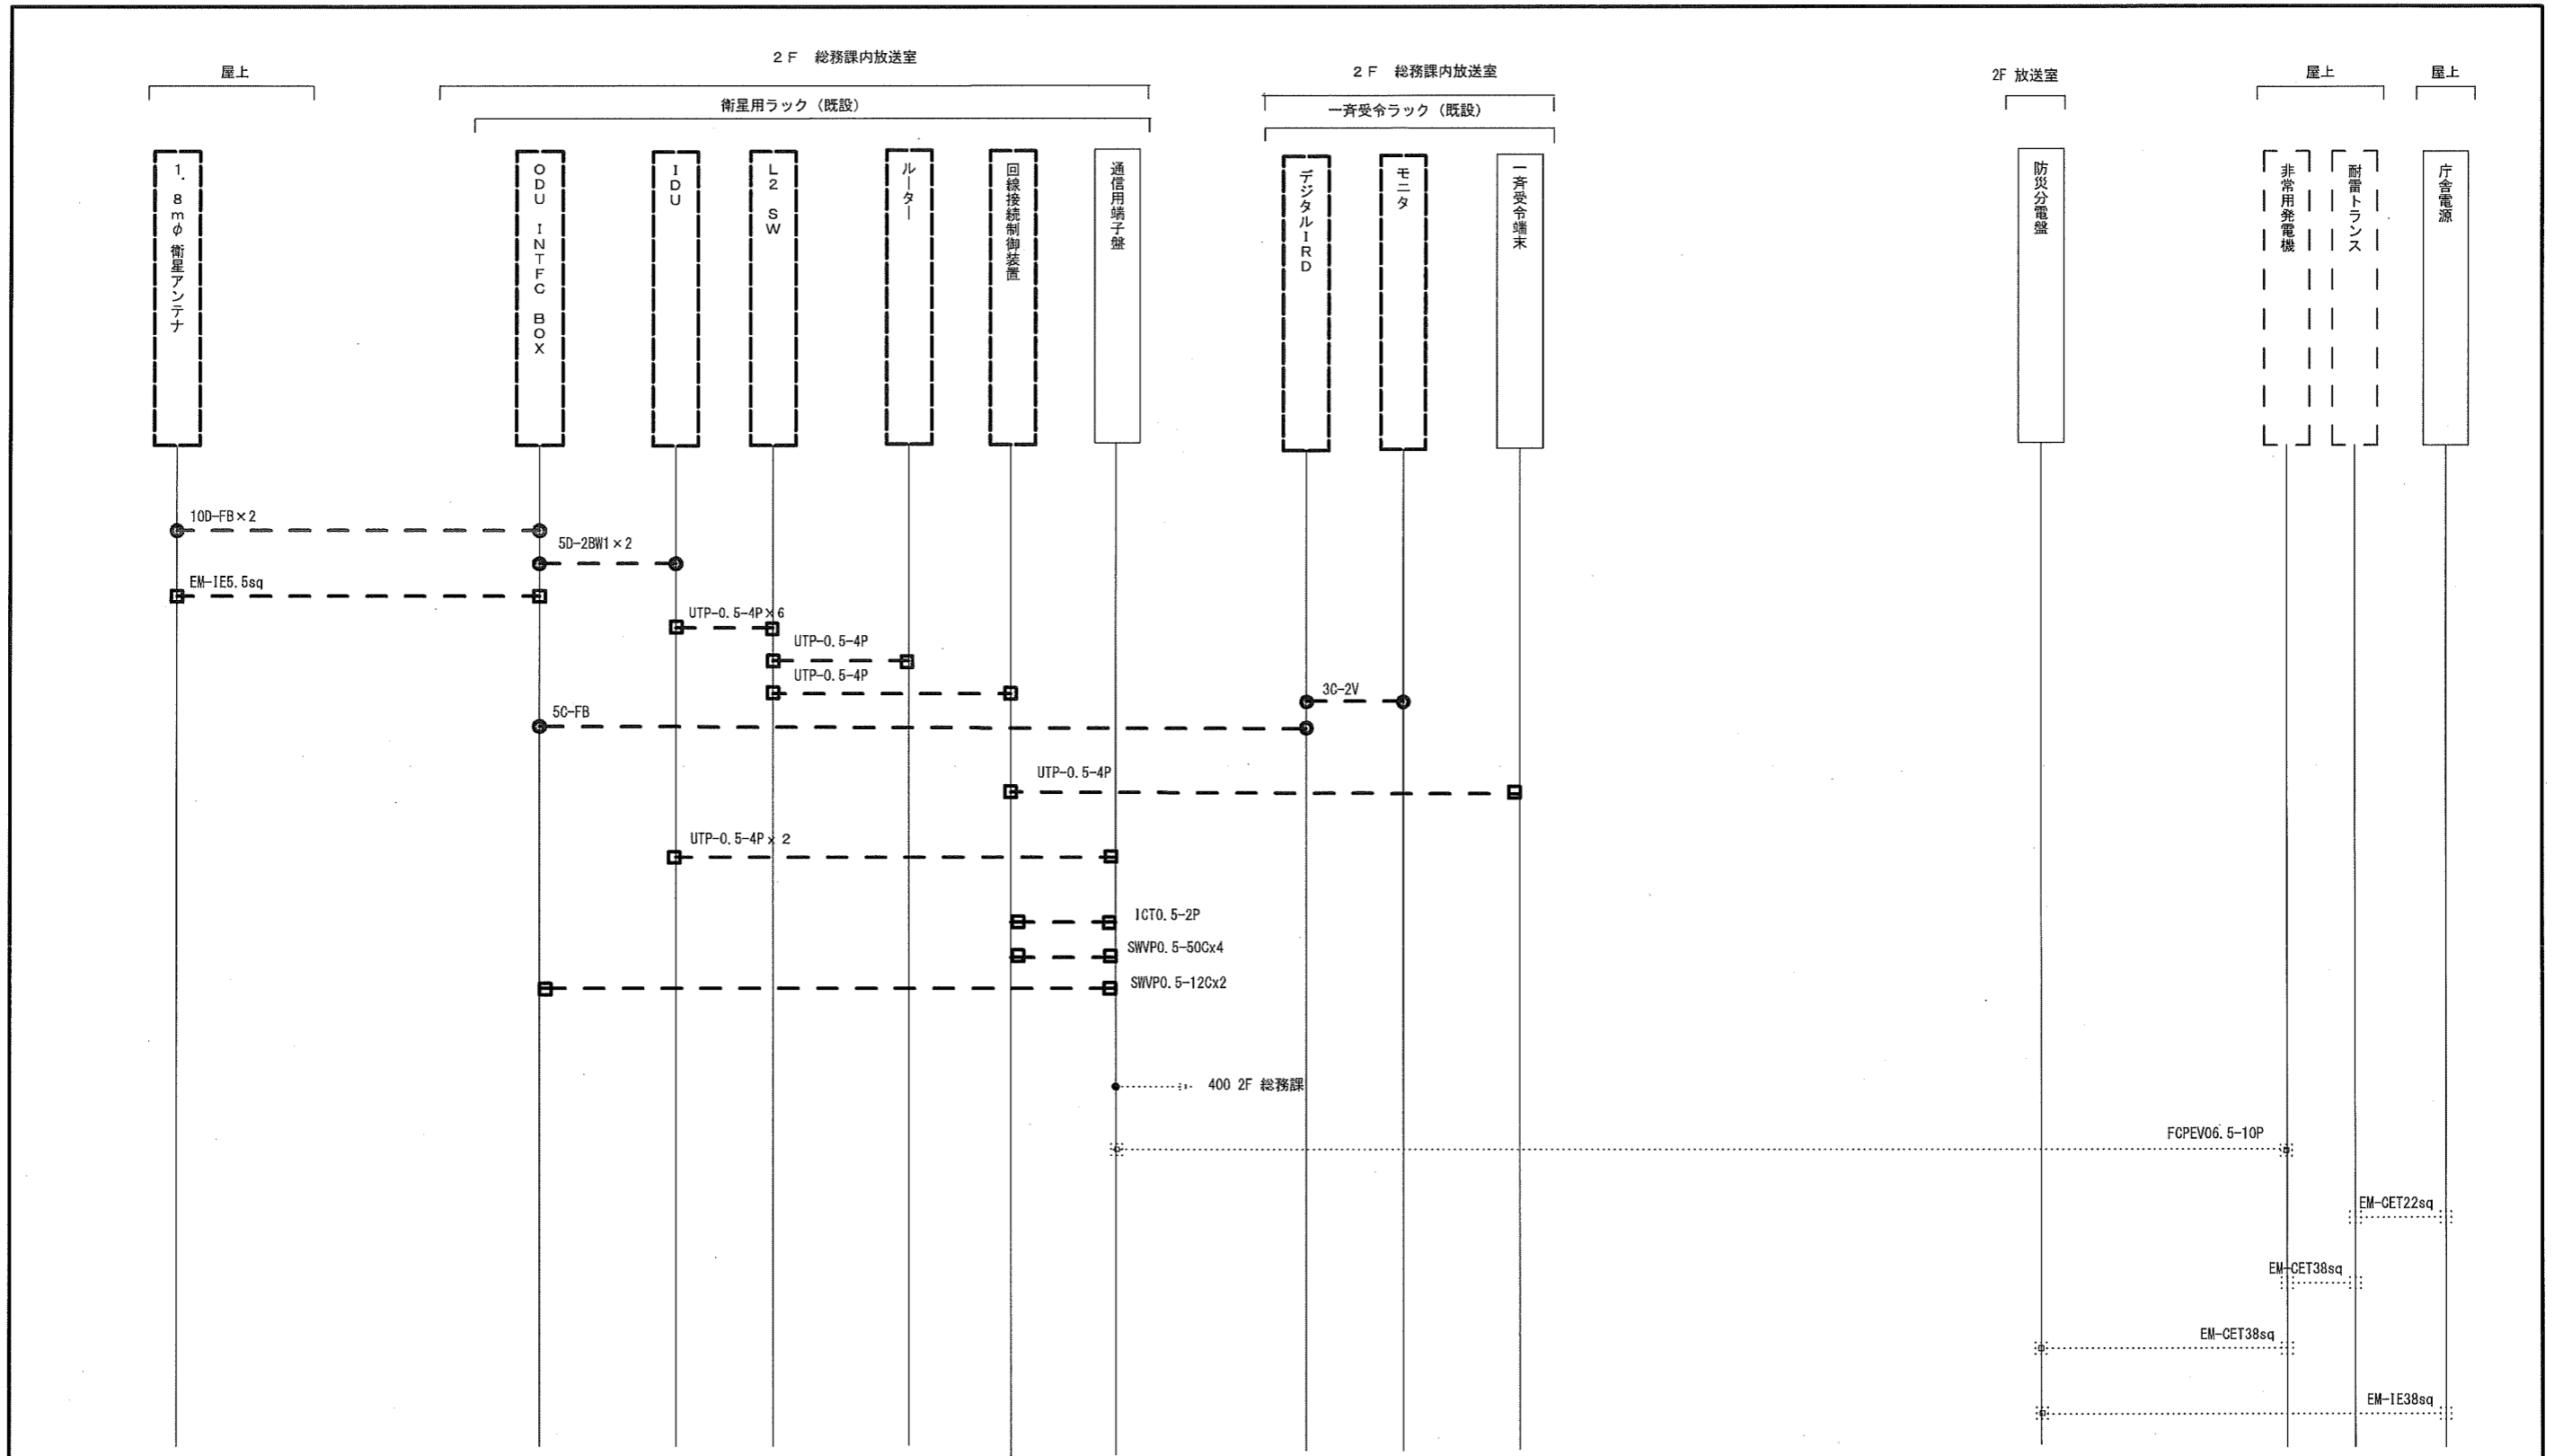 屋上
2F 総務課内放送室
衛星用ラック(既設)
2F 総務課内放送室
一斉受令ラック(既設)
2F 放送室
屋上
屋上
1.8mφ 衛星アンテナ
ODU INTFC BOX
IDU
L2 SW
ルーター
回線接続制御装置
通信用端子盤
デジタルIRD
モニタ
一斉受令端末
防災分電盤
非常用発電機
耐雷トランス
庁舎電源
10D-FB×2
5D-2BW1×2
EM-IE5.5sq
UTP-0.5-4P×6
UTP-0.5-4P
UTP-0.5-4P
3C-2V
5C-FB
UTP-0.5-4P
UTP-0.5-4P×2
ICT0.5-2P
SWVP0.5-50Cx4
SWVP0.5-12Cx2
400 2F 総務課
FCPEV06.5-10P
EM-CET22sq
EM-CET38sq
EM-CET38sq
EM-IE38sq